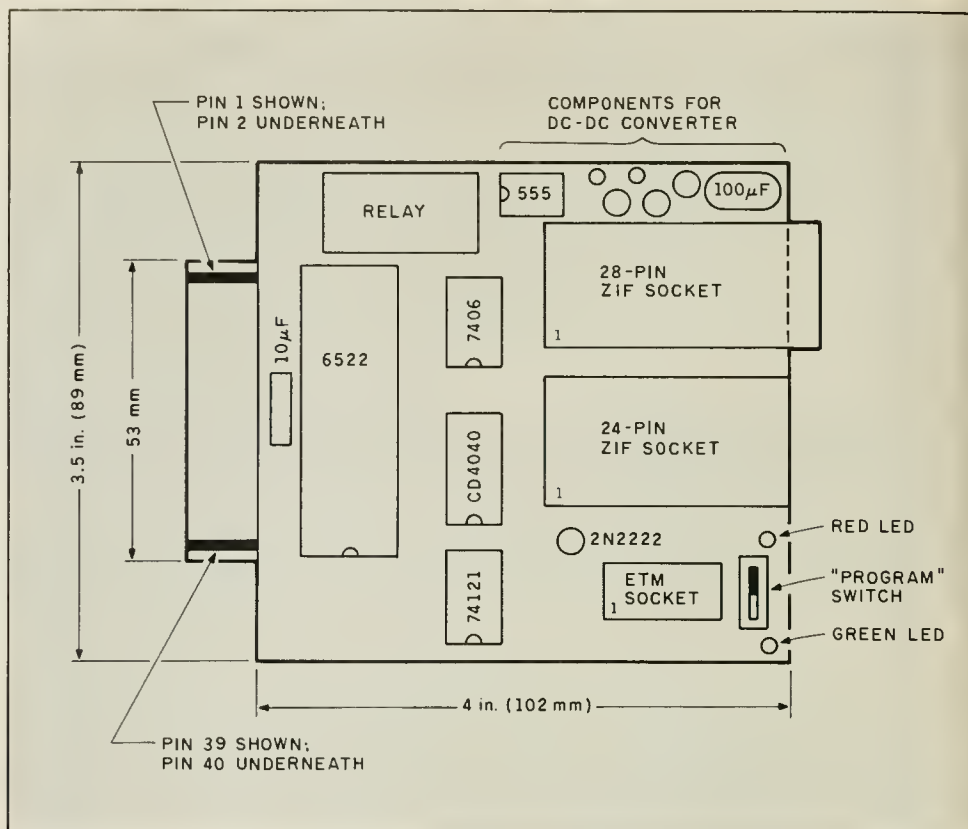 PIN 1 SHOWN;
PIN 2 UNDERNEATH
COMPONENTS FOR
DC-DC CONVERTER
RELAY
555
100µF
28-PIN
ZIF SOCKET
1
7406
10µF
6522
3.5 in. (89 mm)
53 mm
24-PIN
ZIF SOCKET
1
CD4040
2N2222
RED LED
ETM
SOCKET
1
"PROGRAM"
SWITCH
74121
GREEN LED
4 in. (102 mm)
PIN 39 SHOWN;
PIN 40 UNDERNEATH